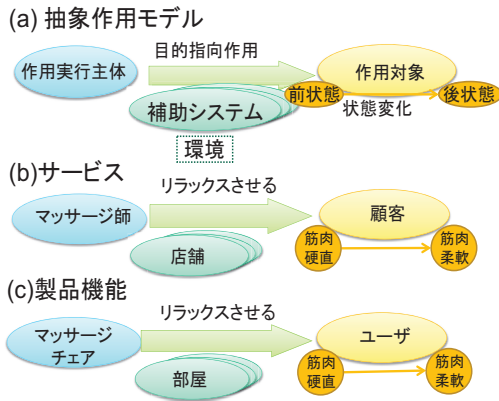 (a) 抽象作用モデル
目的指向作用
作用実行主体
作用対象
補助システム
前状態
後状態
状態変化
環境
(b)サービス
リラックスさせる
マッサージ師
顧客
店舗
筋肉
硬直
筋肉
柔軟
(c)製品機能
リラックスさせる
マッサージ
チェア
ユーザ
部屋
筋肉
硬直
筋肉
柔軟